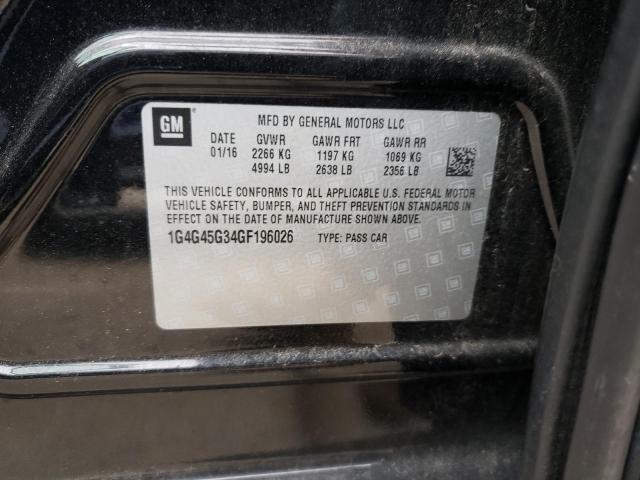 GM
MFD BY GENERAL MOTORS LLC
DATE GVWR GAWR FRT GAWR RR
01/16 2266 KG 1197 KG 1069 KG
4994 LB 2638 LB 2356 LB
THIS VEHICLE CONFORMS TO ALL APPLICABLE U.S. FEDERAL MOTOR
VEHICLE SAFETY, BUMPER, AND THEFT PREVENTION STANDARDS
IN EFFECT ON THE DATE OF MANUFACTURE SHOWN ABOVE.
1G4G45G34GF196026 TYPE: PASS CAR